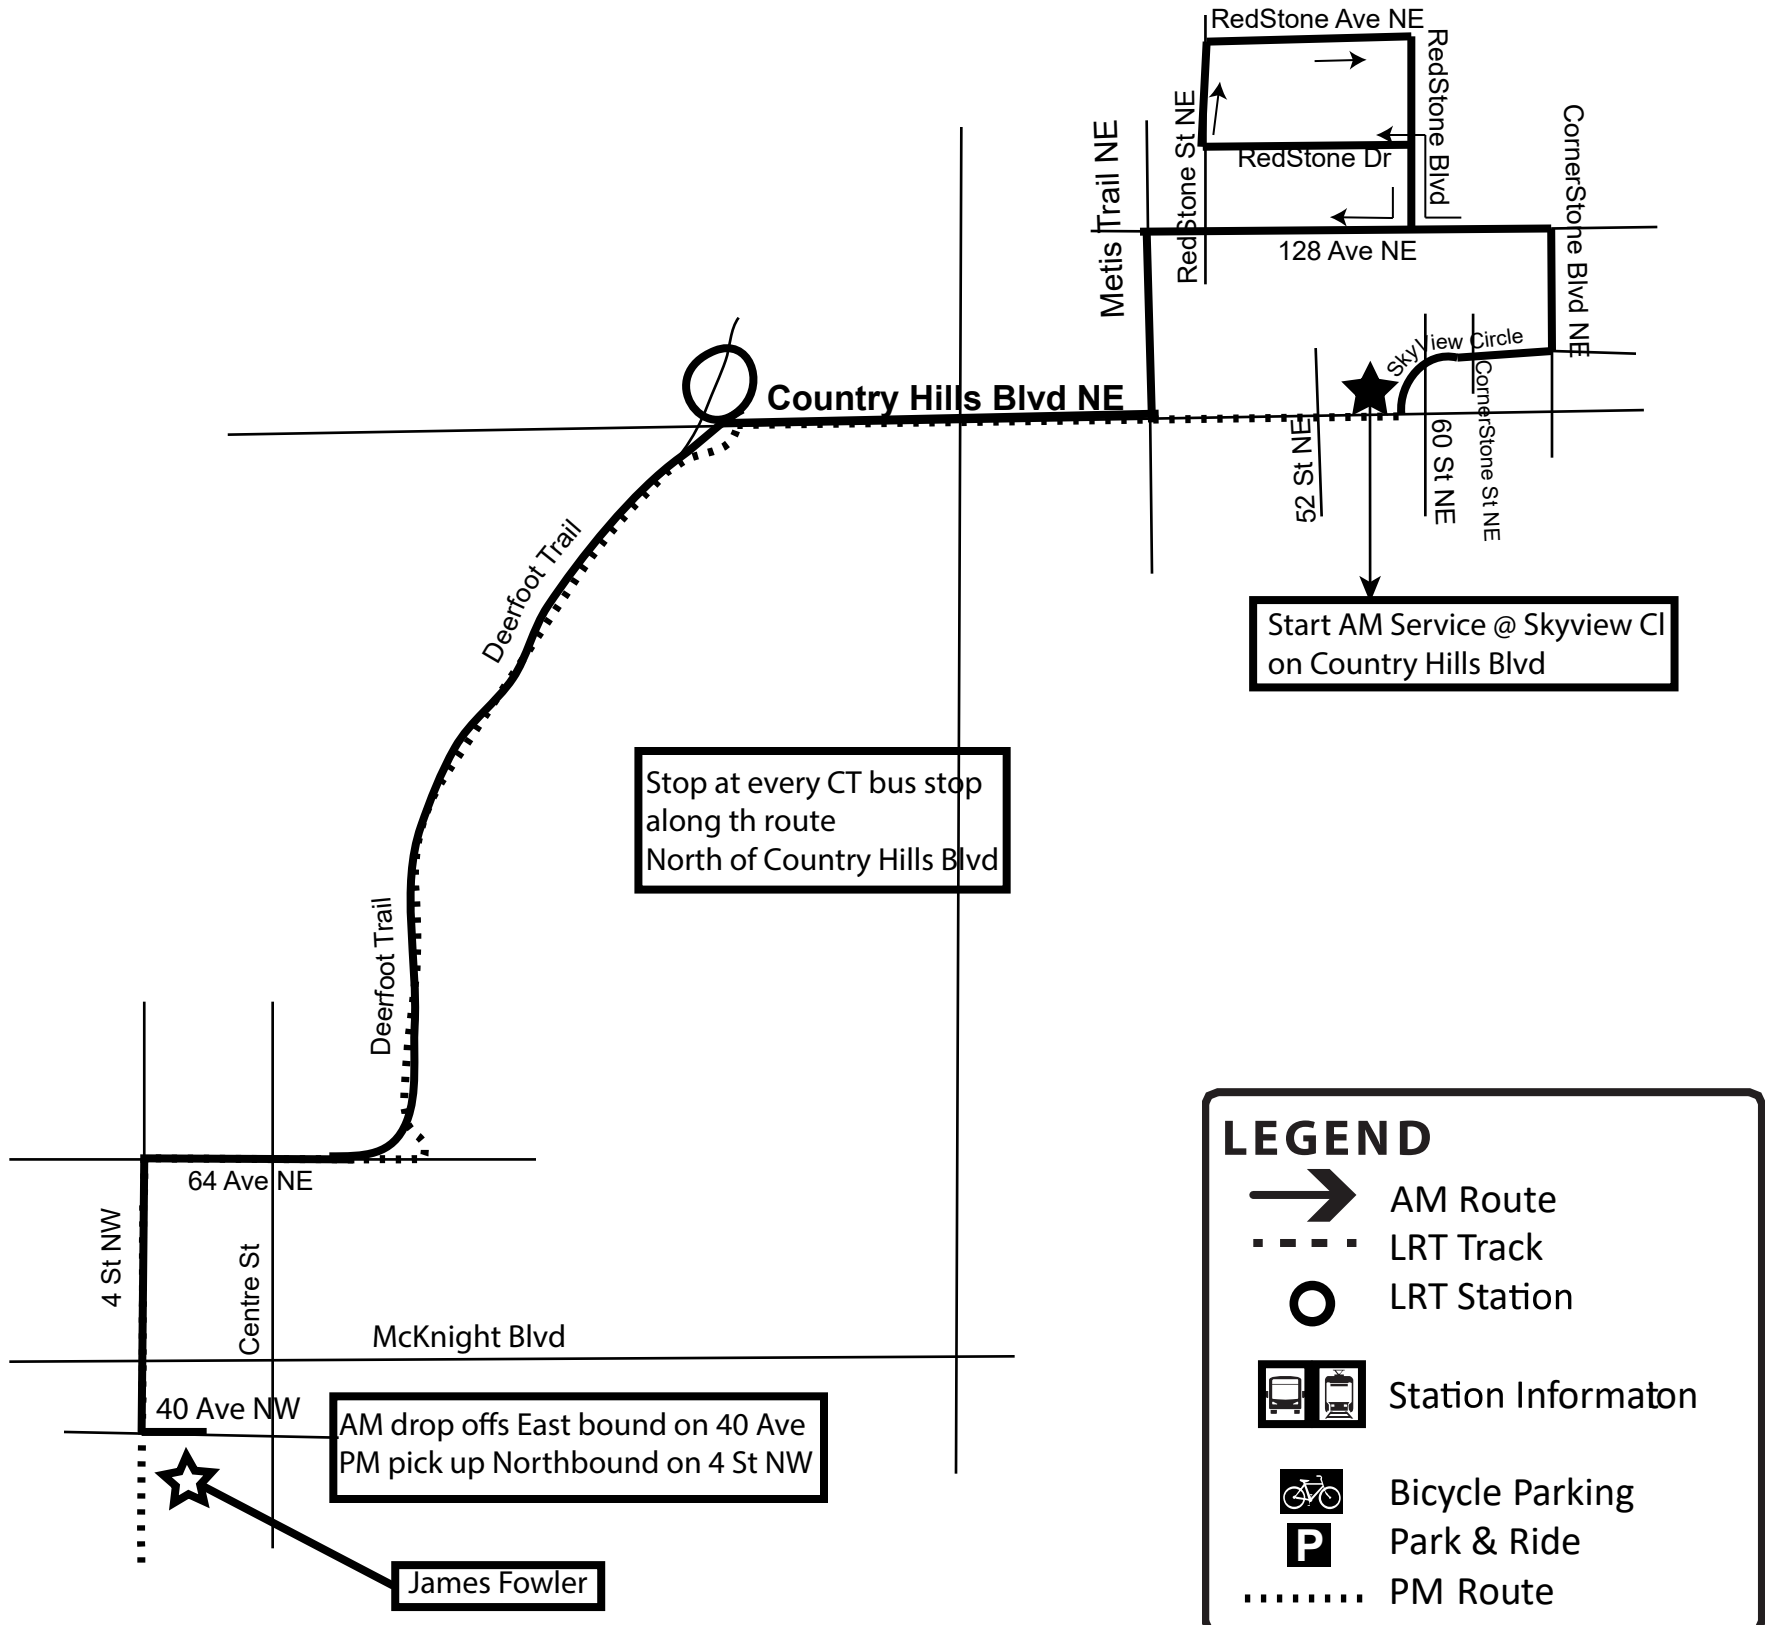 RedStone Ave NE
RedStone Blvd
RedStone St NE
RedStone Dr
Metis Trail NE
CornerStone Blvd NE
128 Ave NE
SkyView Circle
Country Hills Blvd NE
52 St NE
60 St NE
CornerStone St NE
Deerfoot Trail
Start AM Service @ Skyview Cl
on Country Hills Blvd
Stop at every CT bus stop
along th route
North of Country Hills Blvd
Deerfoot Trail
64 Ave NE
4 St NW
Centre St
McKnight Blvd
40 Ave NW
AM drop offs East bound on 40 Ave
PM pick up Northbound on 4 St NW
James Fowler
LEGEND
AM Route
LRT Track
LRT Station
Station Informaton
Bicycle Parking
P Park & Ride
PM Route